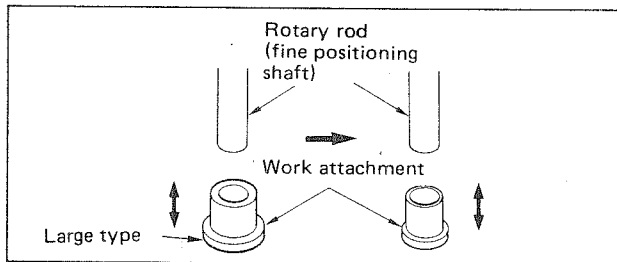 Rotary rod
(fine positioning
shaft)
Work attachment
Large type